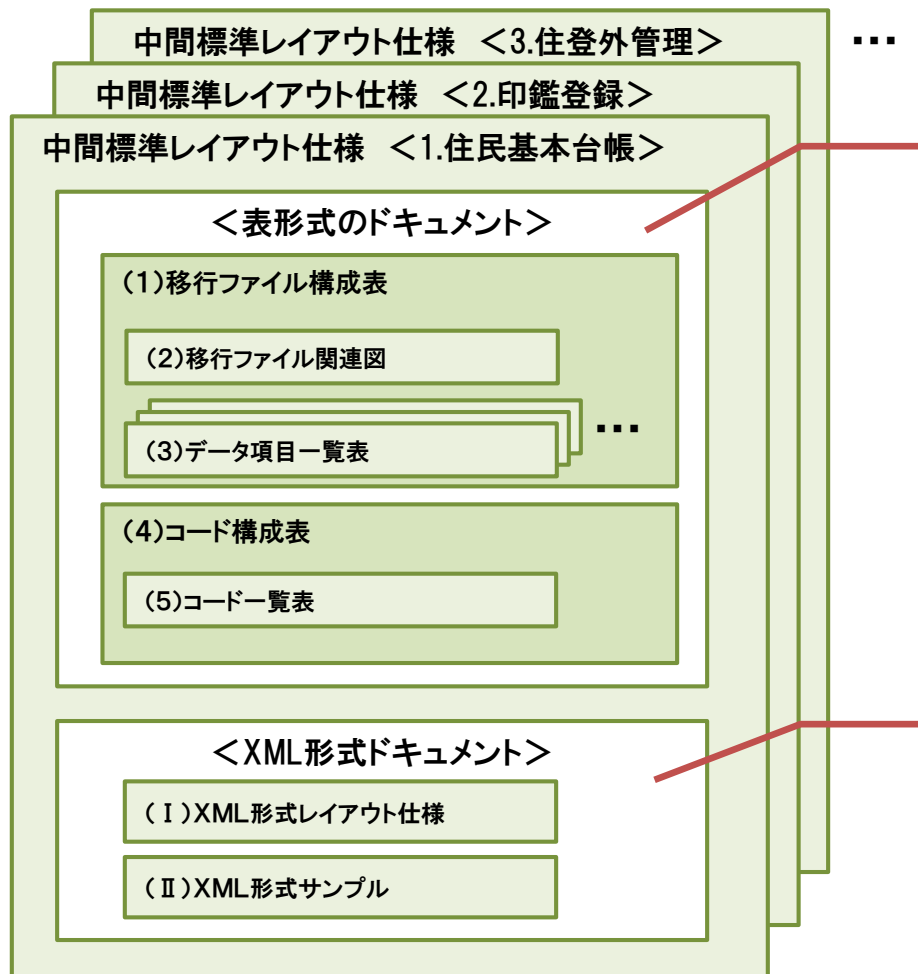 中間標準レイアウト仕様 ＜3.住登外管理＞
…
中間標準レイアウト仕様 ＜2.印鑑登録＞
中間標準レイアウト仕様 ＜1.住民基本台帳＞
＜表形式のドキュメント＞
(1)移行ファイル構成表
(2)移行ファイル関連図
…
(3)データ項目一覧表
(4)コード構成表
(5)コード一覧表
＜XML形式ドキュメント＞
(Ⅰ)XML形式レイアウト仕様
(Ⅱ)XML形式サンプル